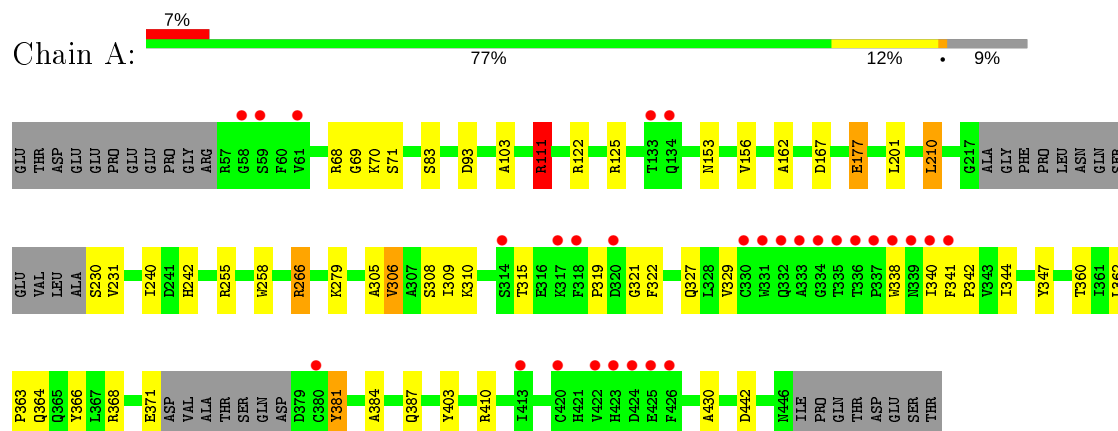 7%
Chain A:
77% 12% • 9%
GLU THR ASP GLU GLU PRO GLU GLU PRO GLY ARG R57 G58 S59 F60 V61 R68 G69 K70 S71 S83 D93 A103 R111 R122 R125 T133 Q134 N153 V156 A162 D167 E177 L201 L210 G217 ALA GLY PHE PRO LEU ASN GLN SER
GLU VAL LEU ALA S230 V231 I240 D241 H242 R255 W258 R266 K279 A305 V306 A307 S308 I309 K310 S314 T315 E316 K317 F318 P319 D320 G321 F322 Q327 L328 V329 C330 W331 Q332 A333 G334 T335 T336 P337 W338 N339 I340 F341 P342 V343 I344 Y347 T360 I361 L362
P363 Q364 Q365 Y366 L367 R368 E371 ASP VAL ALA THR SER GLN ASP D379 C380 Y381 A384 Q387 Y403 R410 I413 C420 H421 V422 H423 D424 E425 F426 A430 D442 N446 ILE PRO GLN THR ASP GLU SER THR